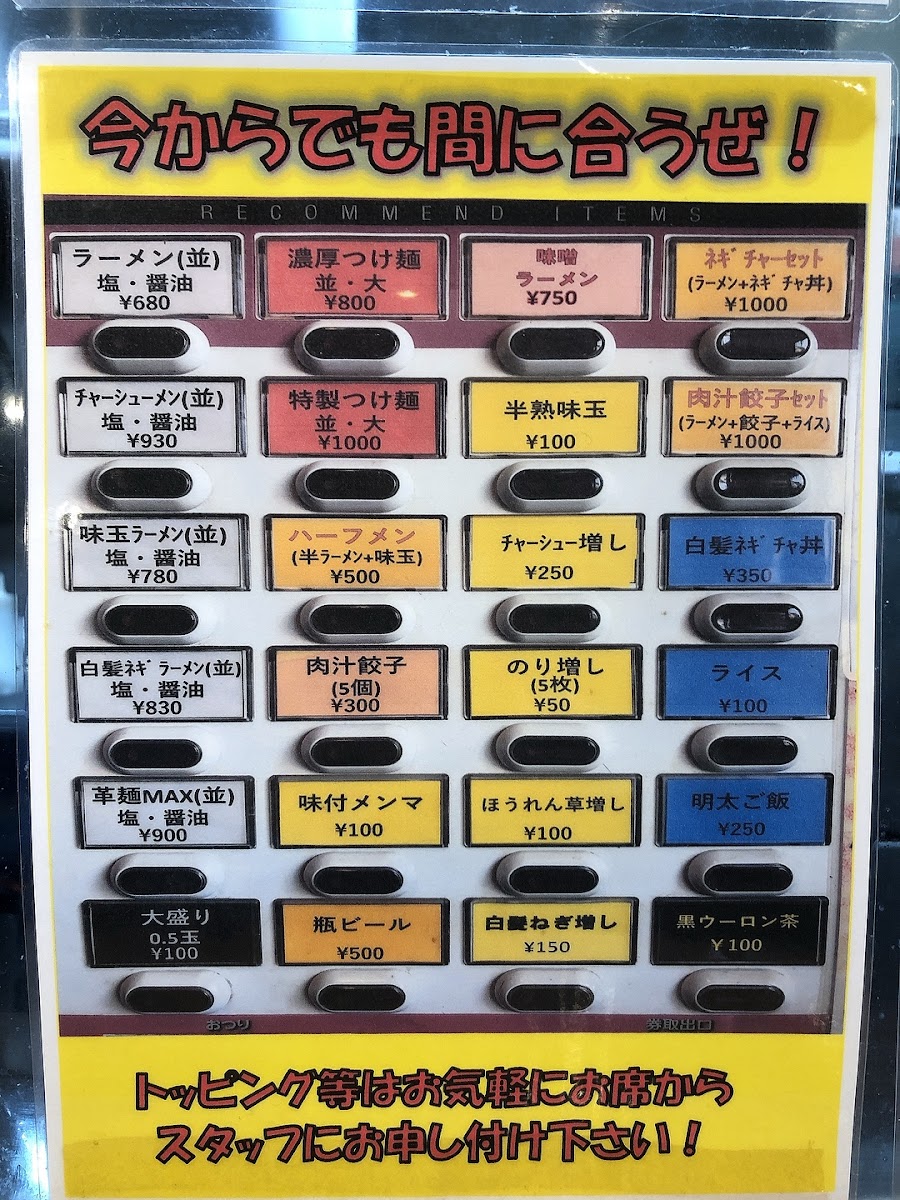 今からでも間に合うぜ!
RECOMMEND ITEMS
ラーメン(並)
塩・醤油
¥680
濃厚つけ麺
並・大
¥800
味噌
ラーメン
¥750
ネギチャーセット
(ラーメン+ネギチャ丼)
¥1000
チャーシューメン(並)
塩・醤油
¥930
特製つけ麺
並・大
¥1000
半熟味玉
¥100
肉汁餃子セット
(ラーメン+餃子+ライス)
¥1000
味玉ラーメン(並)
塩・醤油
¥780
ハーフメン
(半ラーメン+味玉)
¥500
チャーシュー増し
¥250
白髪ネギチャ丼
¥350
白髪ネギラーメン(並)
塩・醤油
¥830
肉汁餃子
(5個)
¥300
のり増し
(5枚)
¥50
ライス
¥100
革麺MAX(並)
塩・醤油
¥900
味付メンマ
¥100
ほうれん草増し
¥100
明太ご飯
¥250
大盛り
0.5玉
¥100
瓶ビール
¥500
白髪ねぎ増し
¥150
黒ウーロン茶
¥100
おつり
券取出口
トッピング等はお気軽にお席から
スタッフにお申し付け下さい!